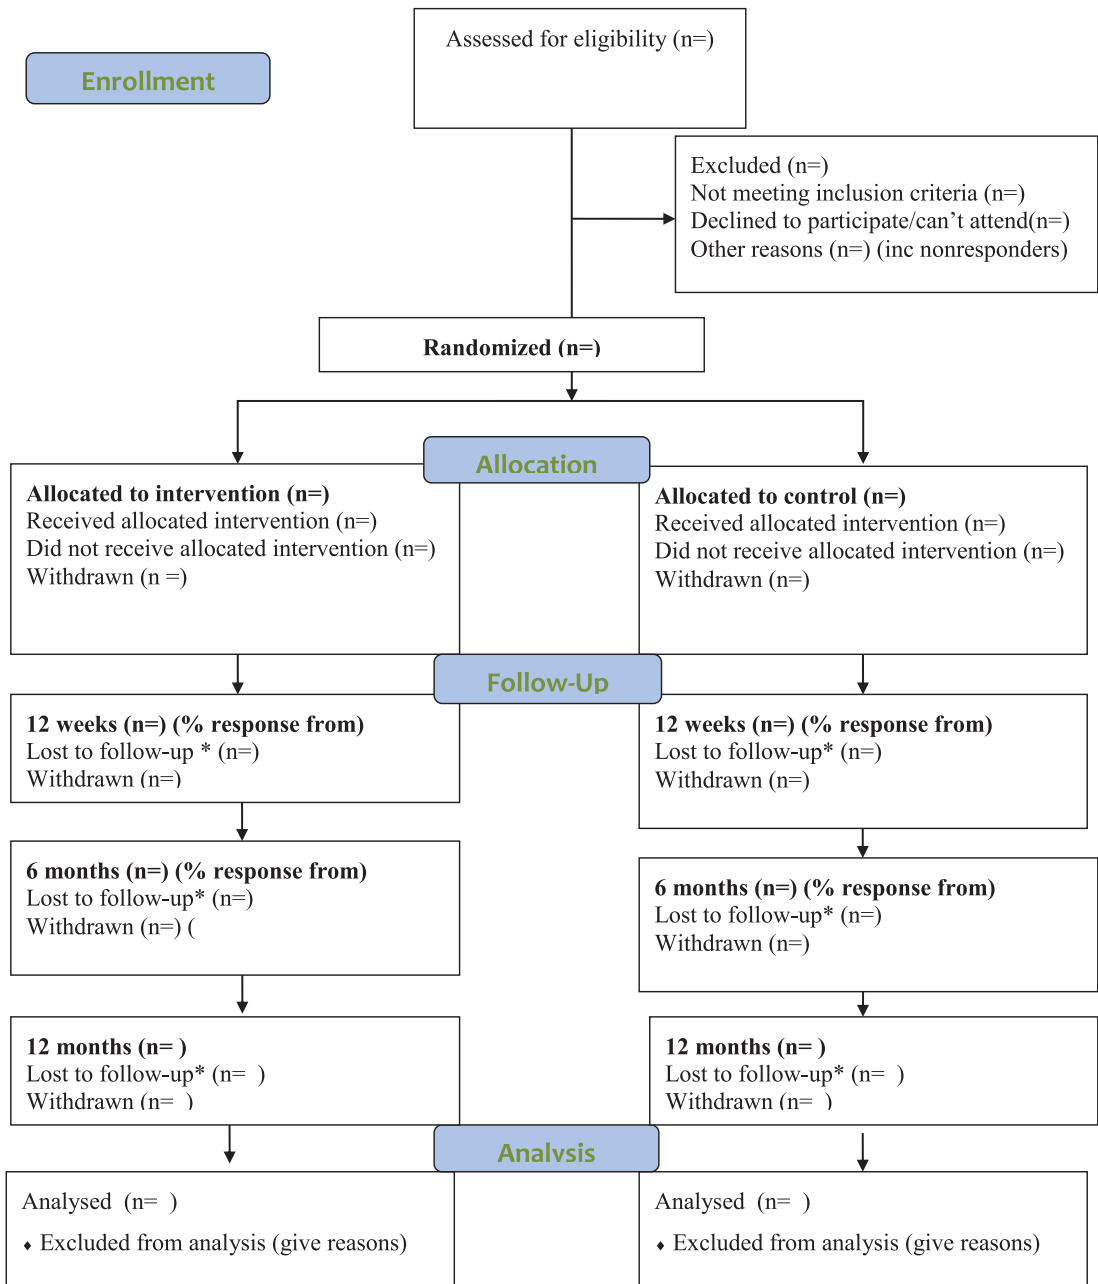 Assessed for eligibility (n=)
Enrollment
Excluded (n=)
Not meeting inclusion criteria (n=)
Declined to participate/can't attend(n=)
Other reasons (n=) (inc nonresponders)
Randomized (n=)
Allocation
Allocated to intervention (n=)
Received allocated intervention (n=)
Did not receive allocated intervention (n=)
Withdrawn (n =)
Allocated to control (n=)
Received allocated intervention (n=)
Did not receive allocated intervention (n=)
Withdrawn (n=)
Follow-Up
12 weeks (n=) (% response from)
Lost to follow-up * (n=)
Withdrawn (n=)
12 weeks (n=) (% response from)
Lost to follow-up* (n=)
Withdrawn (n=)
6 months (n=) (% response from)
Lost to follow-up* (n=)
Withdrawn (n=) (
6 months (n=) (% response from)
Lost to follow-up* (n=)
Withdrawn (n=)
12 months (n= )
Lost to follow-up* (n=  )
Withdrawn (n=  )
12 months (n= )
Lost to follow-up* (n=  )
Withdrawn (n=  )
Analysis
Analysed  (n=  )
♦ Excluded from analysis (give reasons)
Analysed  (n=  )
♦ Excluded from analysis (give reasons)